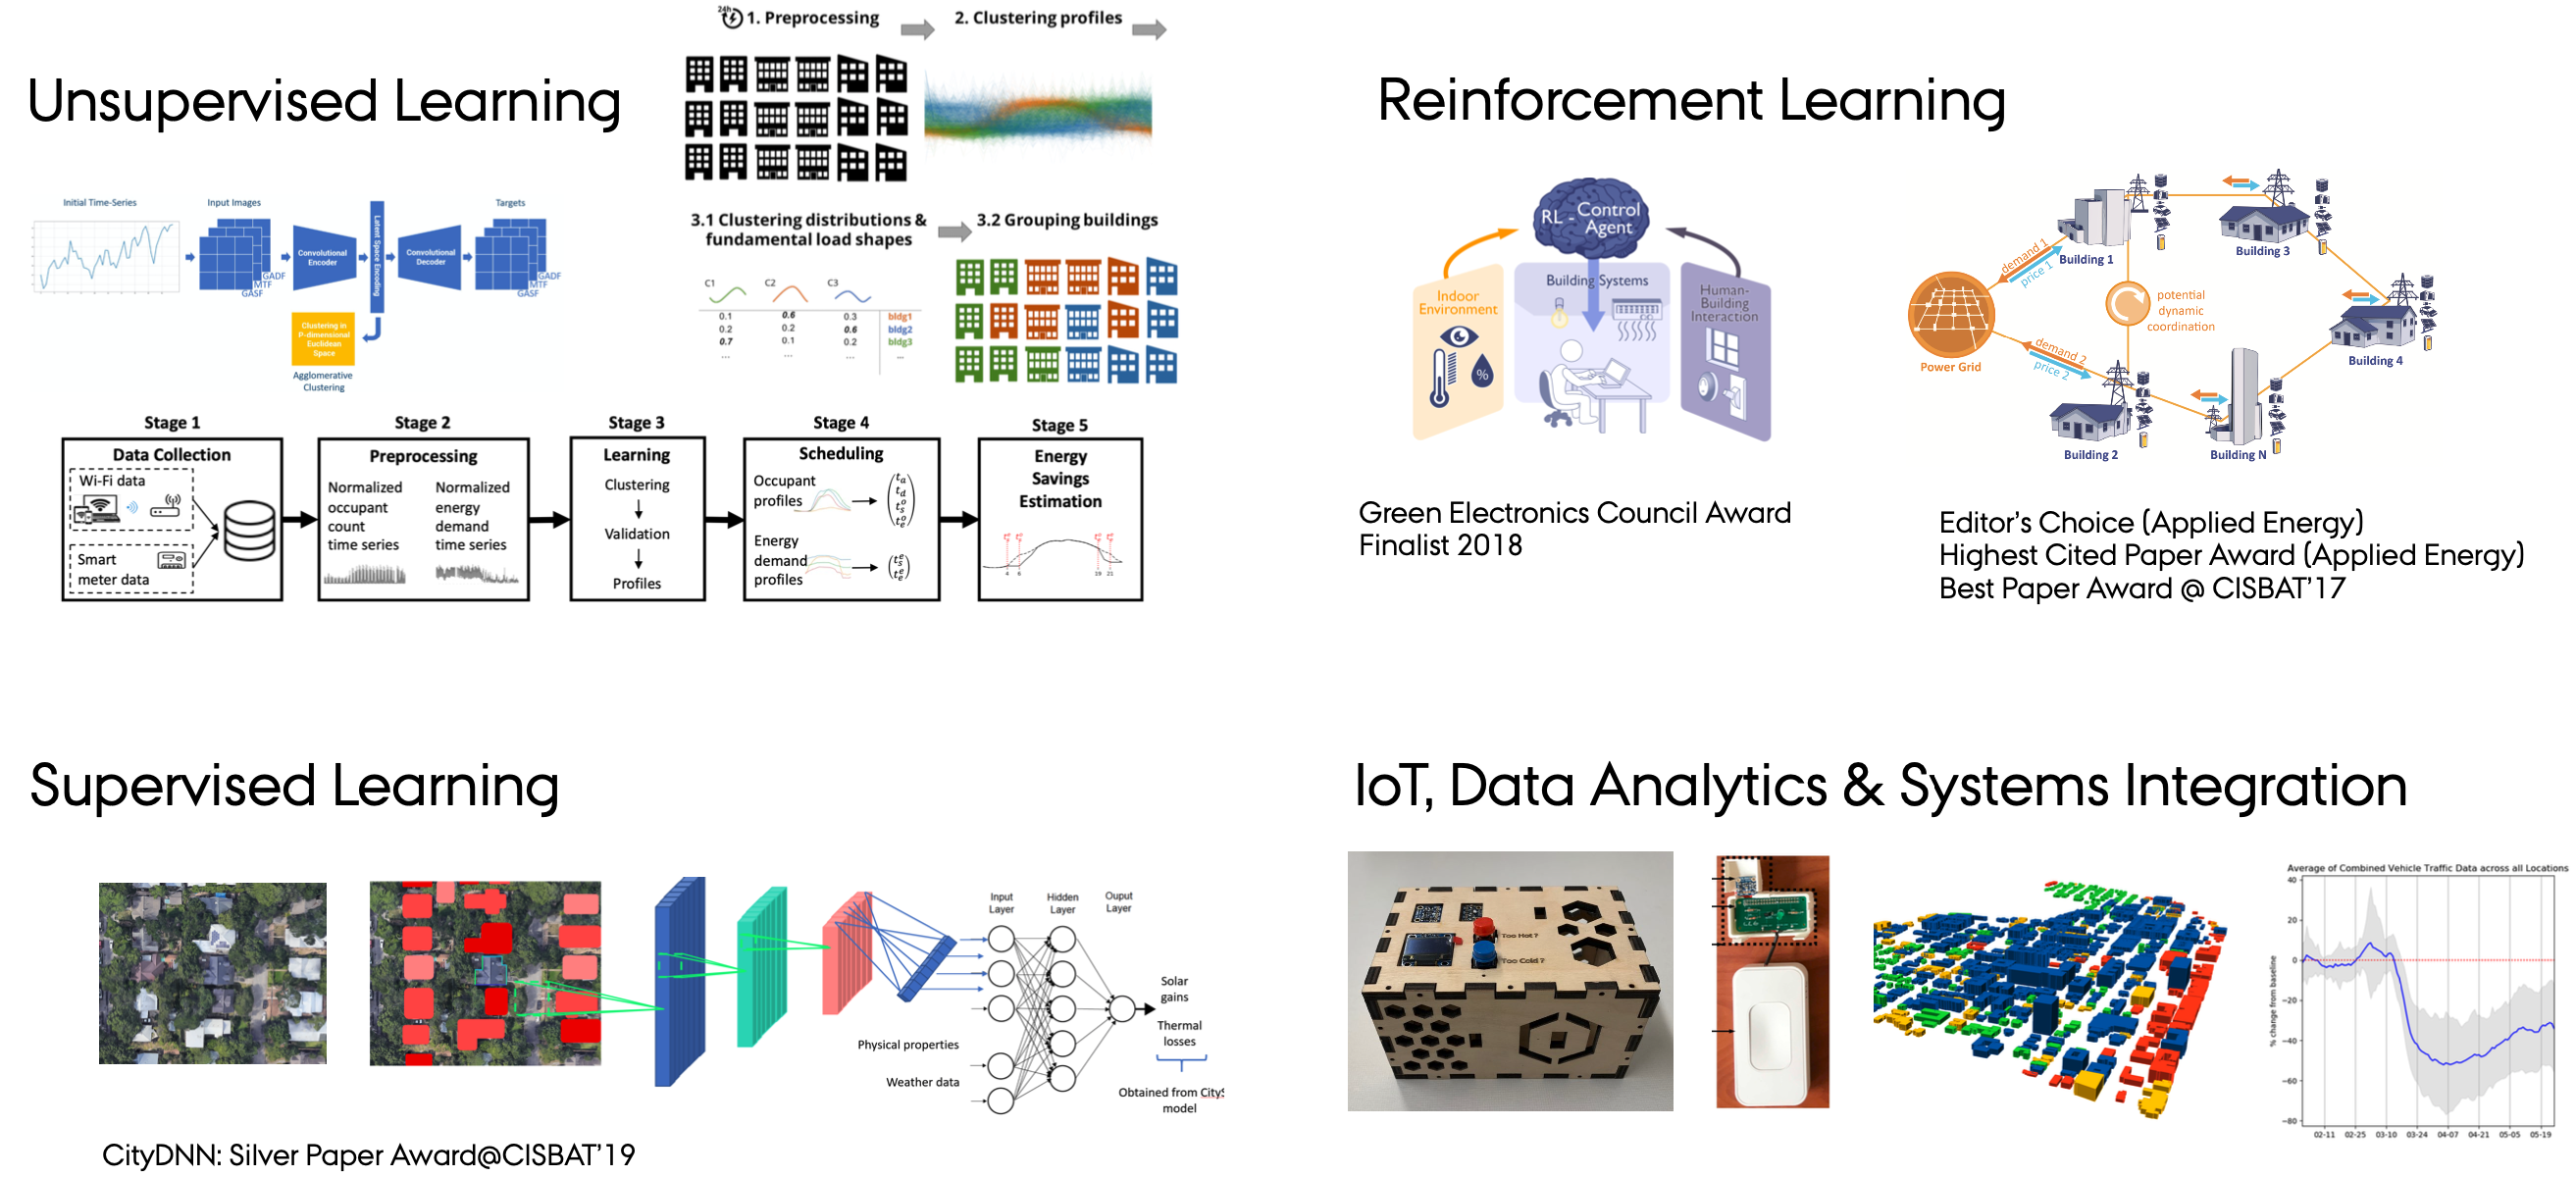 Unsupervised Learning
24h
1. Preprocessing
2. Clustering profiles
Initial Time-Series
Input Images
Targets
Convolutional
Encoder
Latent Space Encoding
Convolutional
Decoder
GADF
MTF
GASF
GADF
MTF
GASF
Clustering in
P-dimensional
Euclidean
Space
Agglomerative
Clustering
3.1 Clustering distributions &
fundamental load shapes
3.2 Grouping buildings
C1 C2 C3
0.1 0.6 0.3 bldg1
0.2 0.2 0.6 bldg2
0.7 0.1 0.2 bldg3
... ... ... ...
Stage 1
Data Collection
Wi-Fi data
Smart
meter data
Stage 2
Preprocessing
Normalized
occupant
count
time series
Normalized
energy
demand
time series
Stage 3
Learning
Clustering
Validation
Profiles
Stage 4
Scheduling
Occupant
profiles
Energy
demand
profiles
Stage 5
Energy
Savings
Estimation
4 6 19 21
Reinforcement Learning
RL - Control
Agent
Indoor
Environment
%
Building Systems
Human-
Building
Interaction
Green Electronics Council Award
Finalist 2018
Power Grid
demand 1
price 1
demand 2
price 2
Building 1
Building 3
potential
dynamic
coordination
Building 4
Building 2
Building N
Editor's Choice (Applied Energy)
Highest Cited Paper Award (Applied Energy)
Best Paper Award @ CISBAT'17
Supervised Learning
Input
Layer
Hidden
Layer
Ouput
Layer
Physical properties
Weather data
Solar
gains
Thermal
losses
Obtained from CityS
model
CityDNN: Silver Paper Award@CISBAT'19
IoT, Data Analytics & Systems Integration
Too Hot ?
Too Cold ?
Average of Combined Vehicle Traffic Data across all Locations
% change from baseline
40
20
0
−20
−40
−60
−80
02-11 02-25 03-10 03-24 04-07 04-21 05-05 05-19